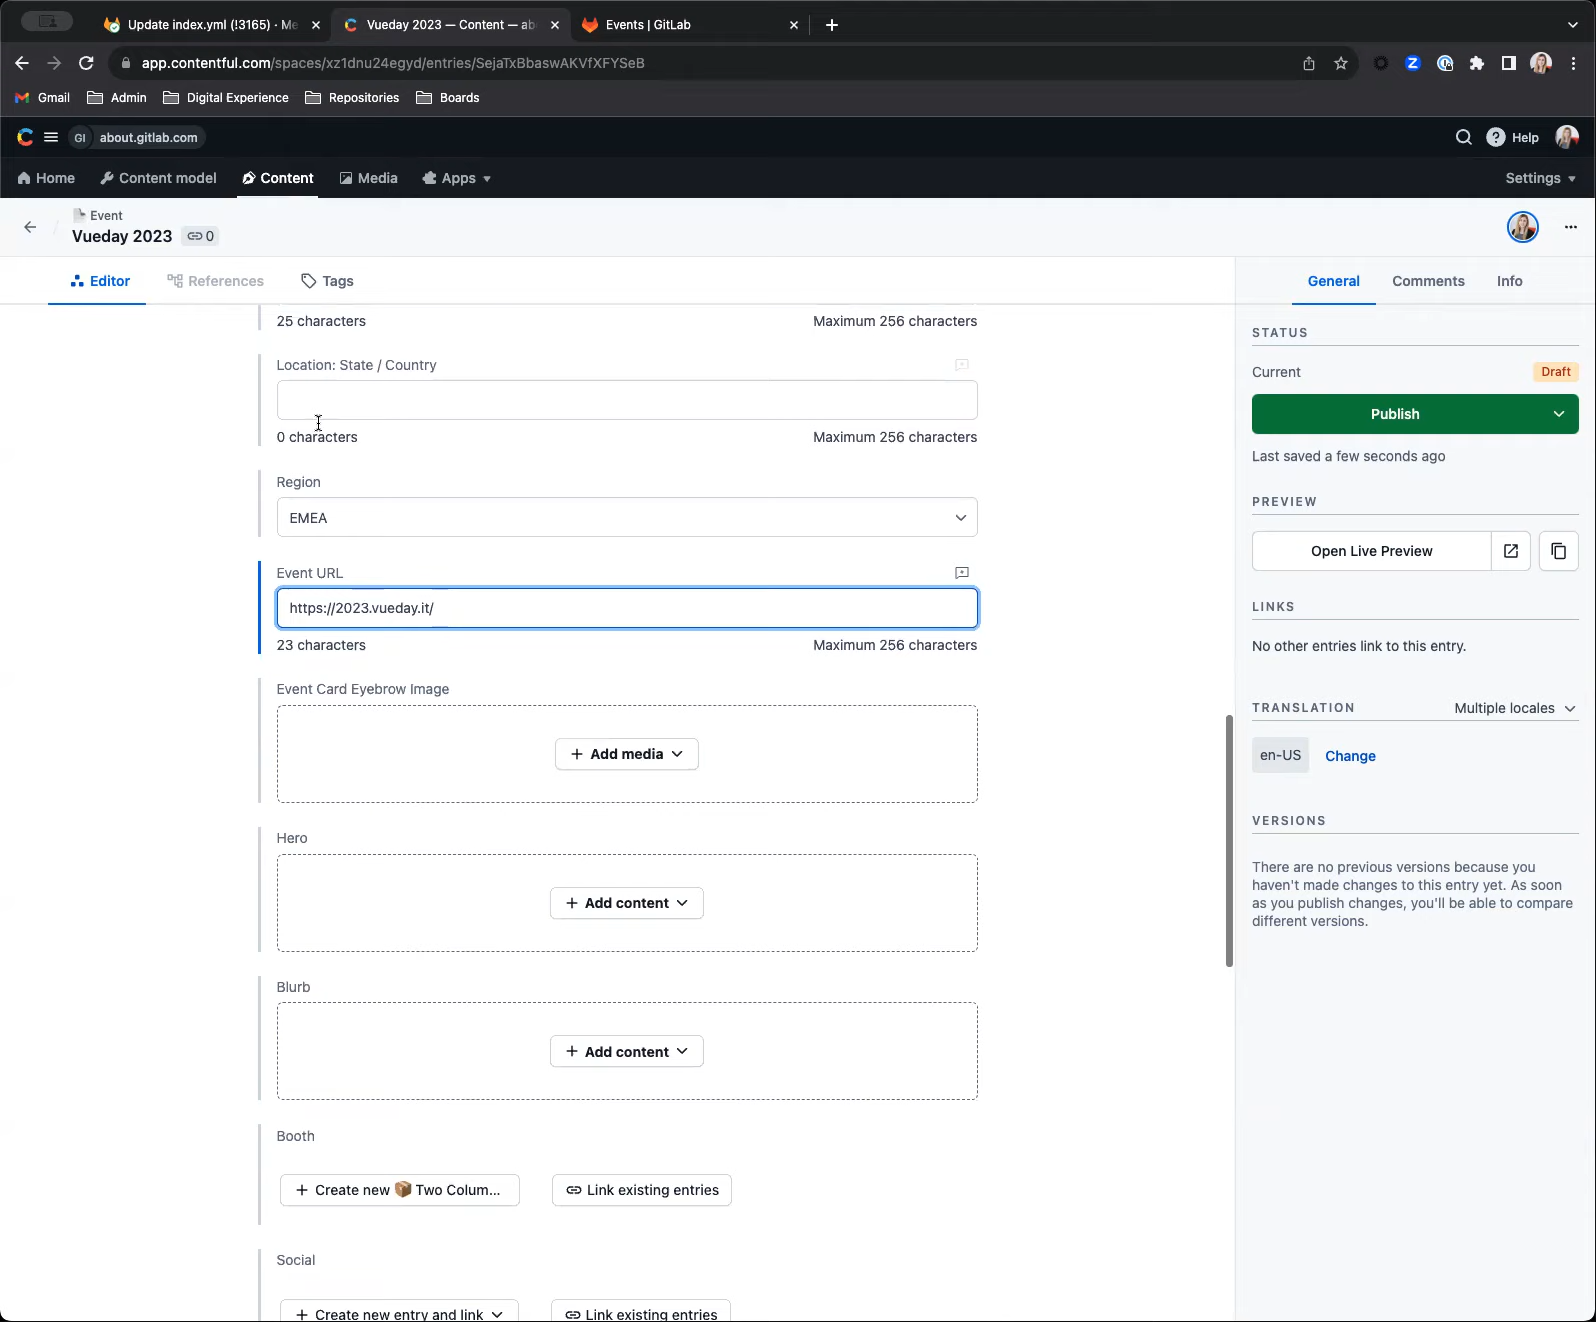 Update index.yml (!3165) · Me
Vueday 2023 — Content — ab
Events | GitLab
app.contentful.com/spaces/xz1dnu24egyd/entries/SejaTxBbaswAKVfXFYSeB
Gmail
Admin
Digital Experience
Repositories
Boards
GI
about.gitlab.com
Help
Home
Content model
Content
Media
Apps
Settings
Event
Vueday 2023
0
Editor
References
Tags
General
Comments
Info
25 characters
Maximum 256 characters
Location: State / Country
0 characters
Maximum 256 characters
Region
EMEA
Event URL
https://2023.vueday.it/
23 characters
Maximum 256 characters
Event Card Eyebrow Image
Add media
Hero
Add content
Blurb
Add content
Booth
Create new 📦 Two Colum...
Link existing entries
Social
Create new entry and link
Link existing entries
STATUS
Current
Draft
Publish
Last saved a few seconds ago
PREVIEW
Open Live Preview
LINKS
No other entries link to this entry.
TRANSLATION
Multiple locales
en-US
Change
VERSIONS
There are no previous versions because you
haven't made changes to this entry yet. As soon
as you publish changes, you'll be able to compare
different versions.